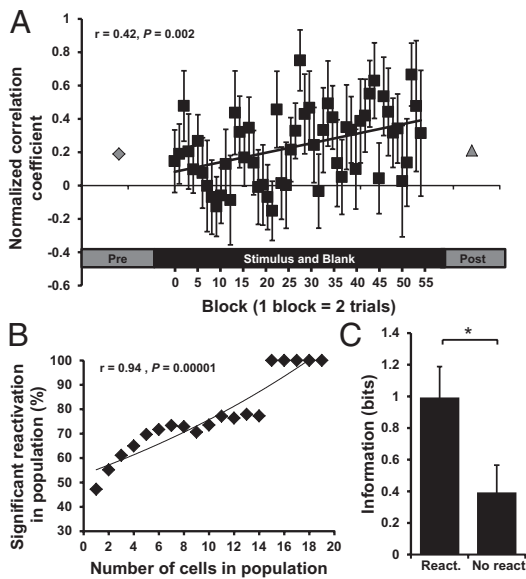 A
r = 0.42, P = 0.002
Normalized correlation
coefficient
1
0.8
0.6
0.4
0.2
0
-0.2
-0.4
-0.6
Pre
Stimulus and Blank
Post
0 5 10 15 20 25 30 35 40 45 50 55
Block (1 block = 2 trials)
B
r = 0.94 , P = 0.00001
Significant reactivation
in population (%)
100
90
80
70
60
50
40
30
0 2 4 6 8 10 12 14 16 18 20
Number of cells in population
C
*
Information (bits)
1.4
1.2
1
0.8
0.6
0.4
0.2
0
React. No react.